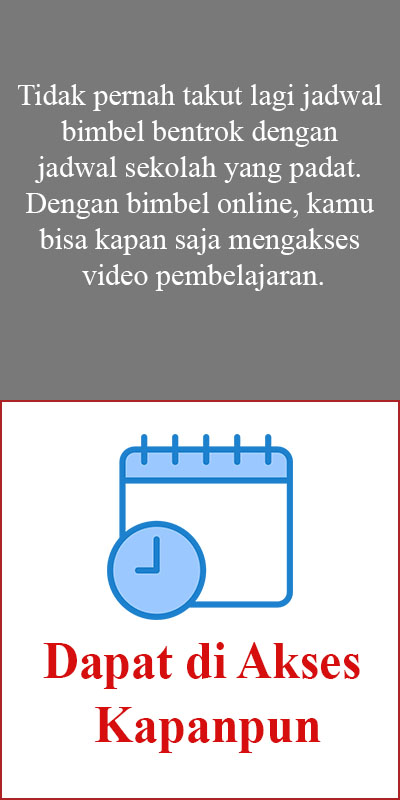 Tidak pernah takut lagi jadwal
bimbel bentrok dengan
jadwal sekolah yang padat.
Dengan bimbel online, kamu
bisa kapan saja mengakses
video pembelajaran.
Dapat di Akses
Kapanpun